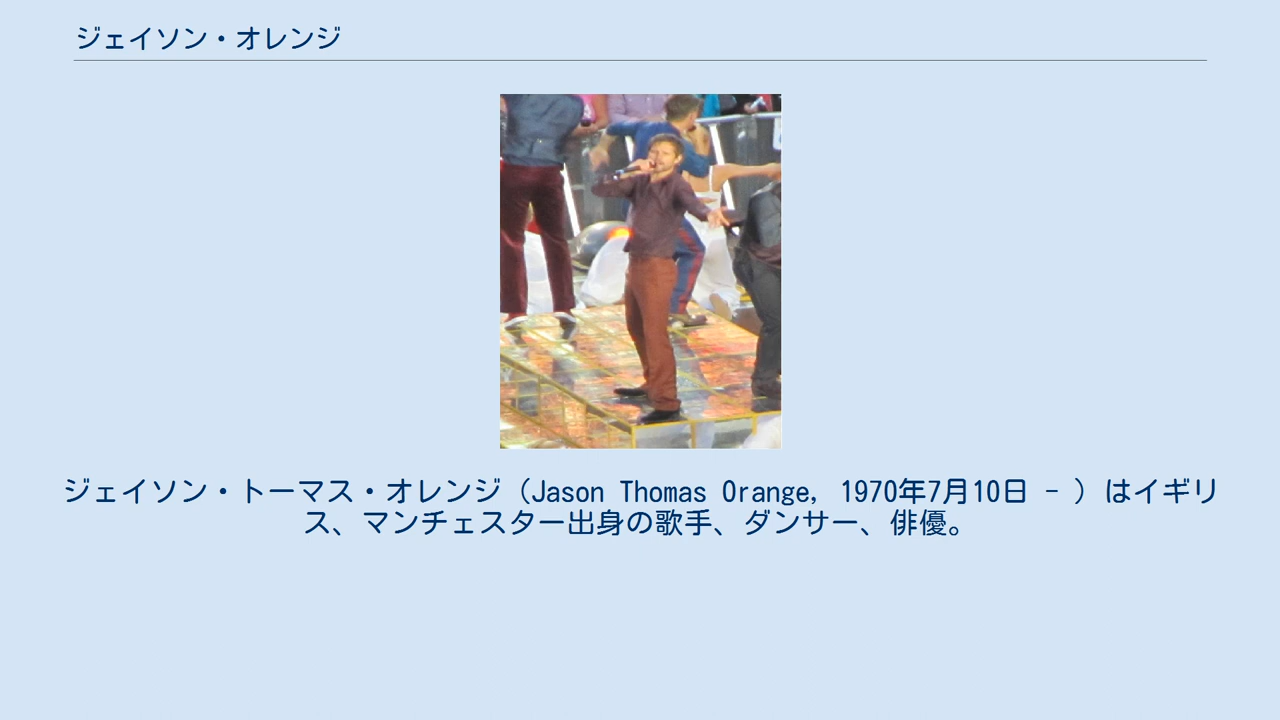 ジェイソン・オレンジ
ジェイソン・トーマス・オレンジ（Jason Thomas Orange, 1970年7月10日 - ）はイギリ
ス、マンチェスター出身の歌手、ダンサー、俳優。